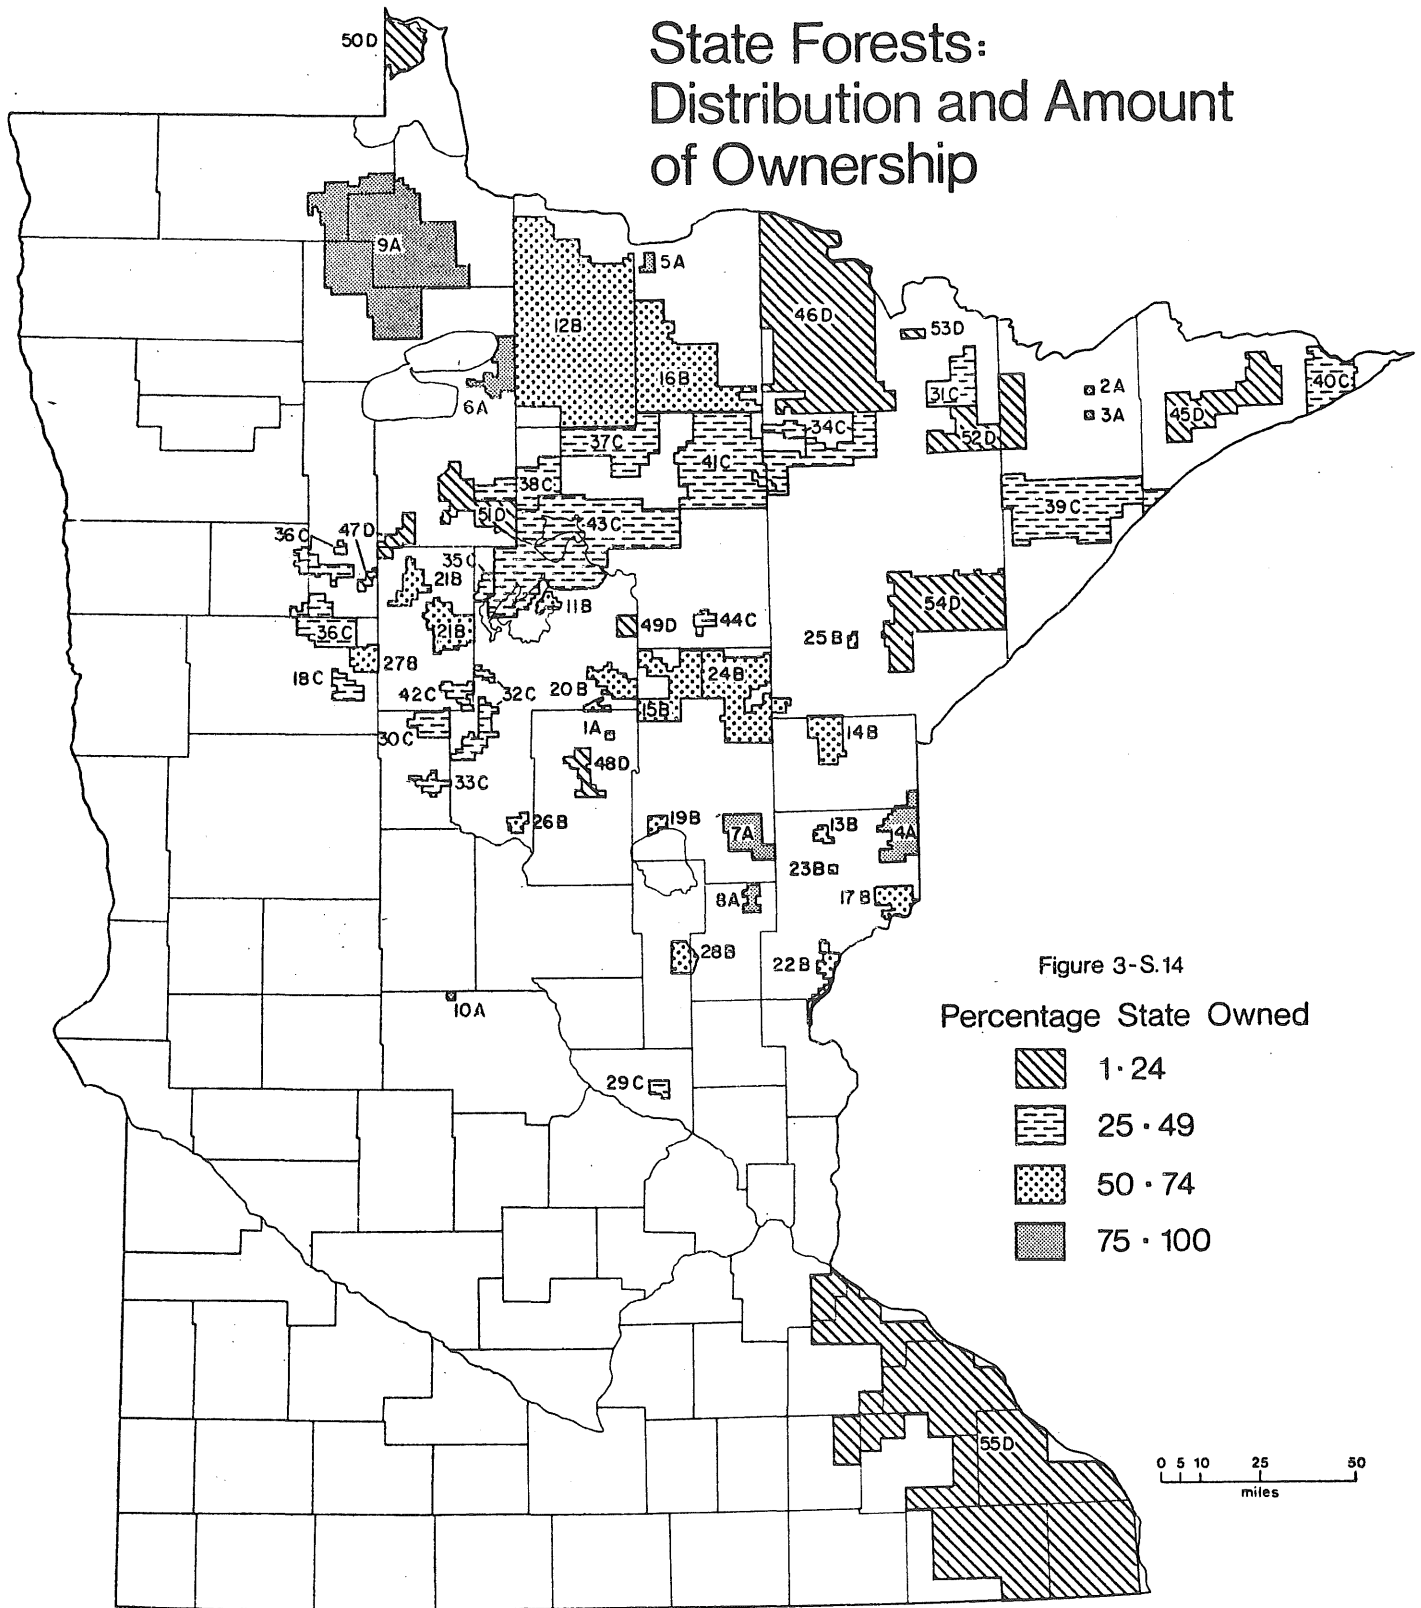 State Forests:
Distribution and Amount
of Ownership
50D
9A
5A
12B
46D
53D
16B
6A
31C
2A
3A
40C
45D
52D
37C
34C
41C
38C
51D
43C
39C
36C
47D
35C
21B
11B
54D
36C
21B
49D
44C
25B
27B
18C
42C
32C
20B
24B
15B
1A
30C
14B
48D
33C
26B
19B
7A
13B
4A
23B
8A
17B
28B
22B
10A
29C
55D
Figure 3-S.14
Percentage State Owned
1·24
25·49
50·74
75·100
0 5 10 25 50
miles